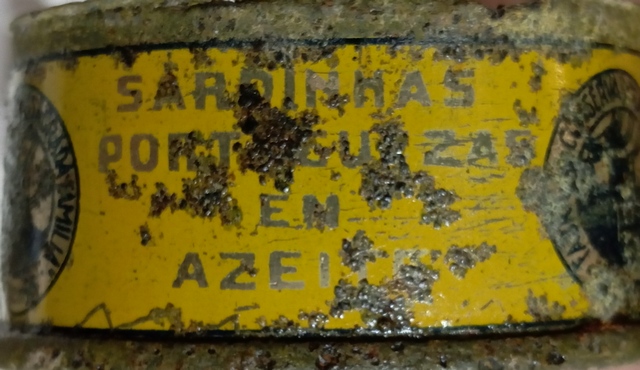 SARDINHAS
PORTUGUEZAS
EM
AZEITE